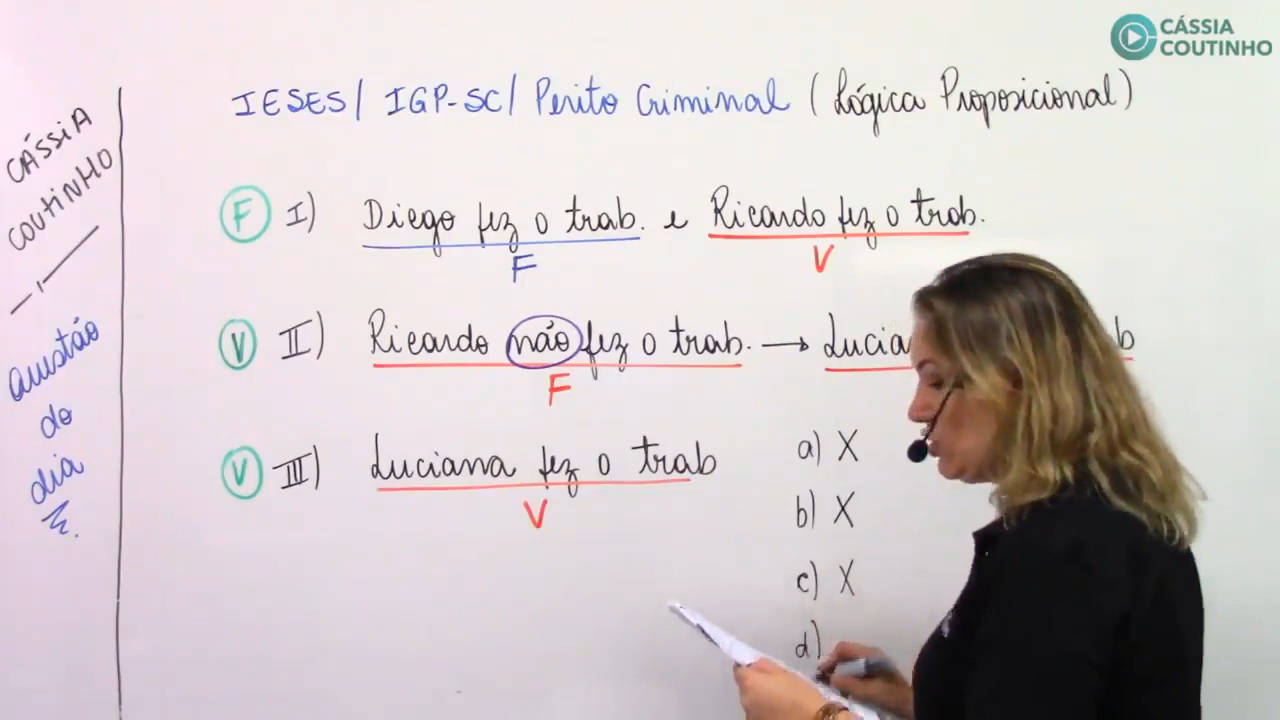 CÁSSIA
COUTINHO
IESES/ IGP-SC/ Perito Criminal (Lógica Proposicional)
CÁSSIA
COUTINHO
Questão
do
dia
F I) Diego fez o trab. e Ricardo fez o trab.
F V
V II) Ricardo não fez o trab. → Lucia
F
V III) Luciana fez o trab
V
a) X
b) X
c) X
d)